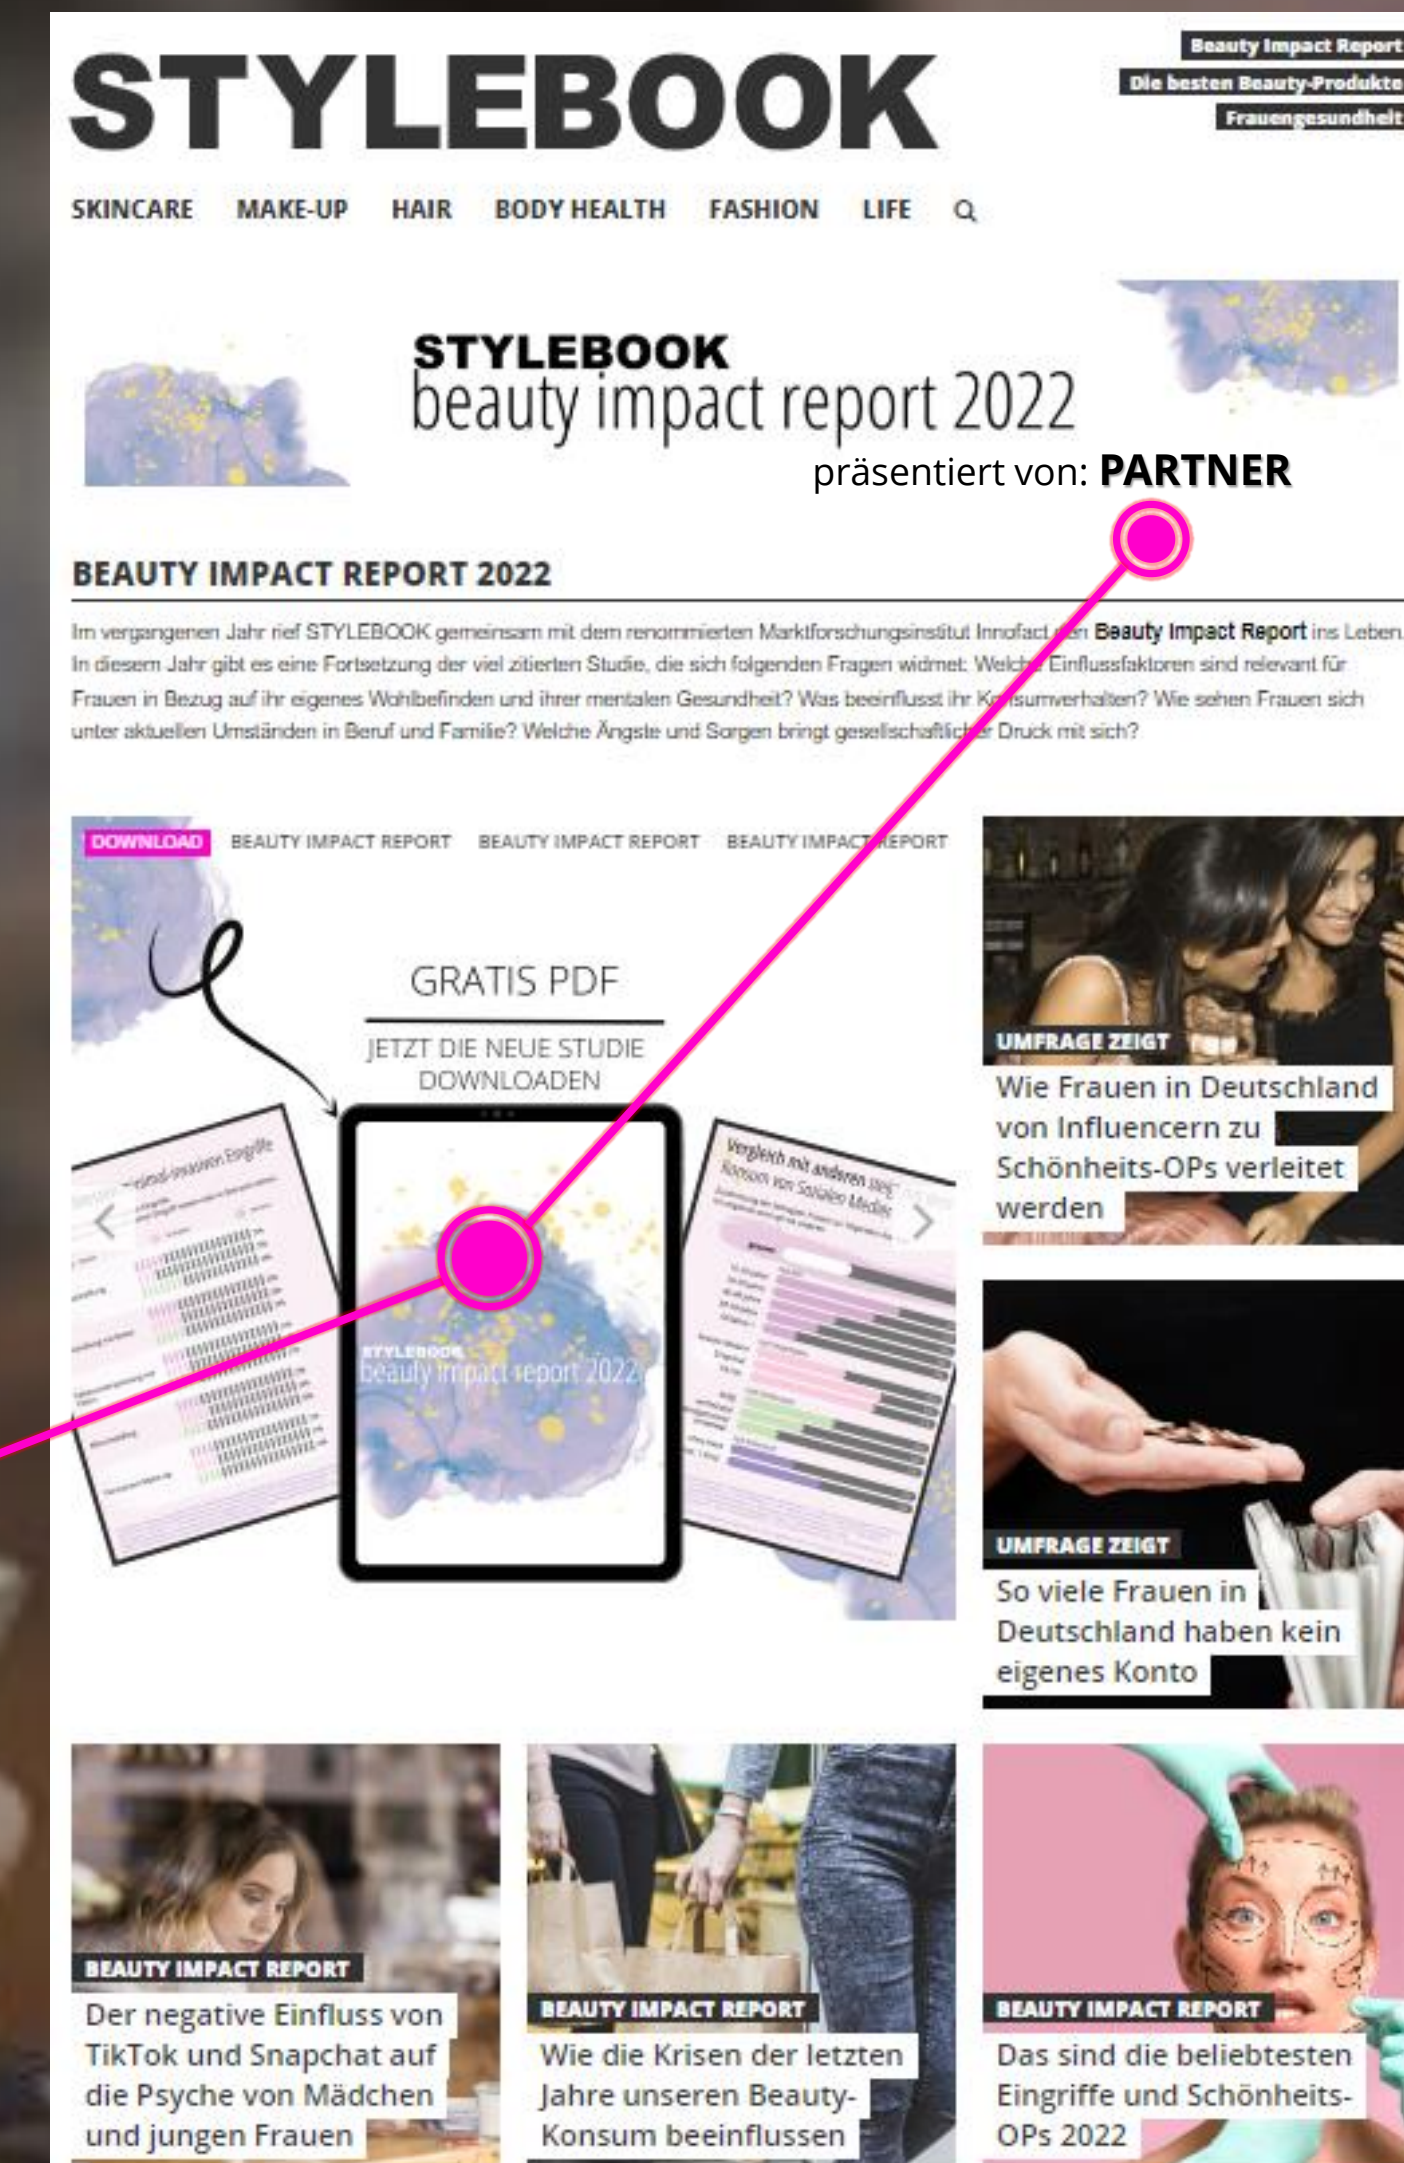 STYLEBOOK
Beauty Impact Report
Die besten Beauty-Produkte
Frauengesundheit
SKINCARE MAKE-UP HAIR BODY HEALTH FASHION LIFE
STYLEBOOK
beauty impact report 2022
präsentiert von: PARTNER
BEAUTY IMPACT REPORT 2022
Im vergangenen Jahr rief STYLEBOOK gemeinsam mit dem renommierten Marktforschungsinstitut Innofact den Beauty Impact Report ins Leben.
In diesem Jahr gibt es eine Fortsetzung der viel zitierten Studie, die sich folgenden Fragen widmet: Welche Einflussfaktoren sind relevant für
Frauen in Bezug auf ihr eigenes Wohlbefinden und ihrer mentalen Gesundheit? Was beeinflusst ihr Konsumverhalten? Wie sehen Frauen sich
unter aktuellen Umständen in Beruf und Familie? Welche Ängste und Sorgen bringt gesellschaftlicher Druck mit sich?
DOWNLOAD BEAUTY IMPACT REPORT BEAUTY IMPACT REPORT BEAUTY IMPACT REPORT
GRATIS PDF
JETZT DIE NEUE STUDIE
DOWNLOADEN
Eingriffe
Vergleich mit anderen
Konsum von Sozialen Medien
STYLEBOOK
beauty impact report 2022
UMFRAGE ZEIGT
Wie Frauen in Deutschland
von Influencern zu
Schönheits-OPs verleitet
werden
UMFRAGE ZEIGT
So viele Frauen in
Deutschland haben kein
eigenes Konto
BEAUTY IMPACT REPORT
Der negative Einfluss von
TikTok und Snapchat auf
die Psyche von Mädchen
und jungen Frauen
BEAUTY IMPACT REPORT
Wie die Krisen der letzten
Jahre unseren Beauty-
Konsum beeinflussen
BEAUTY IMPACT REPORT
Das sind die beliebtesten
Eingriffe und Schönheits-
OPs 2022